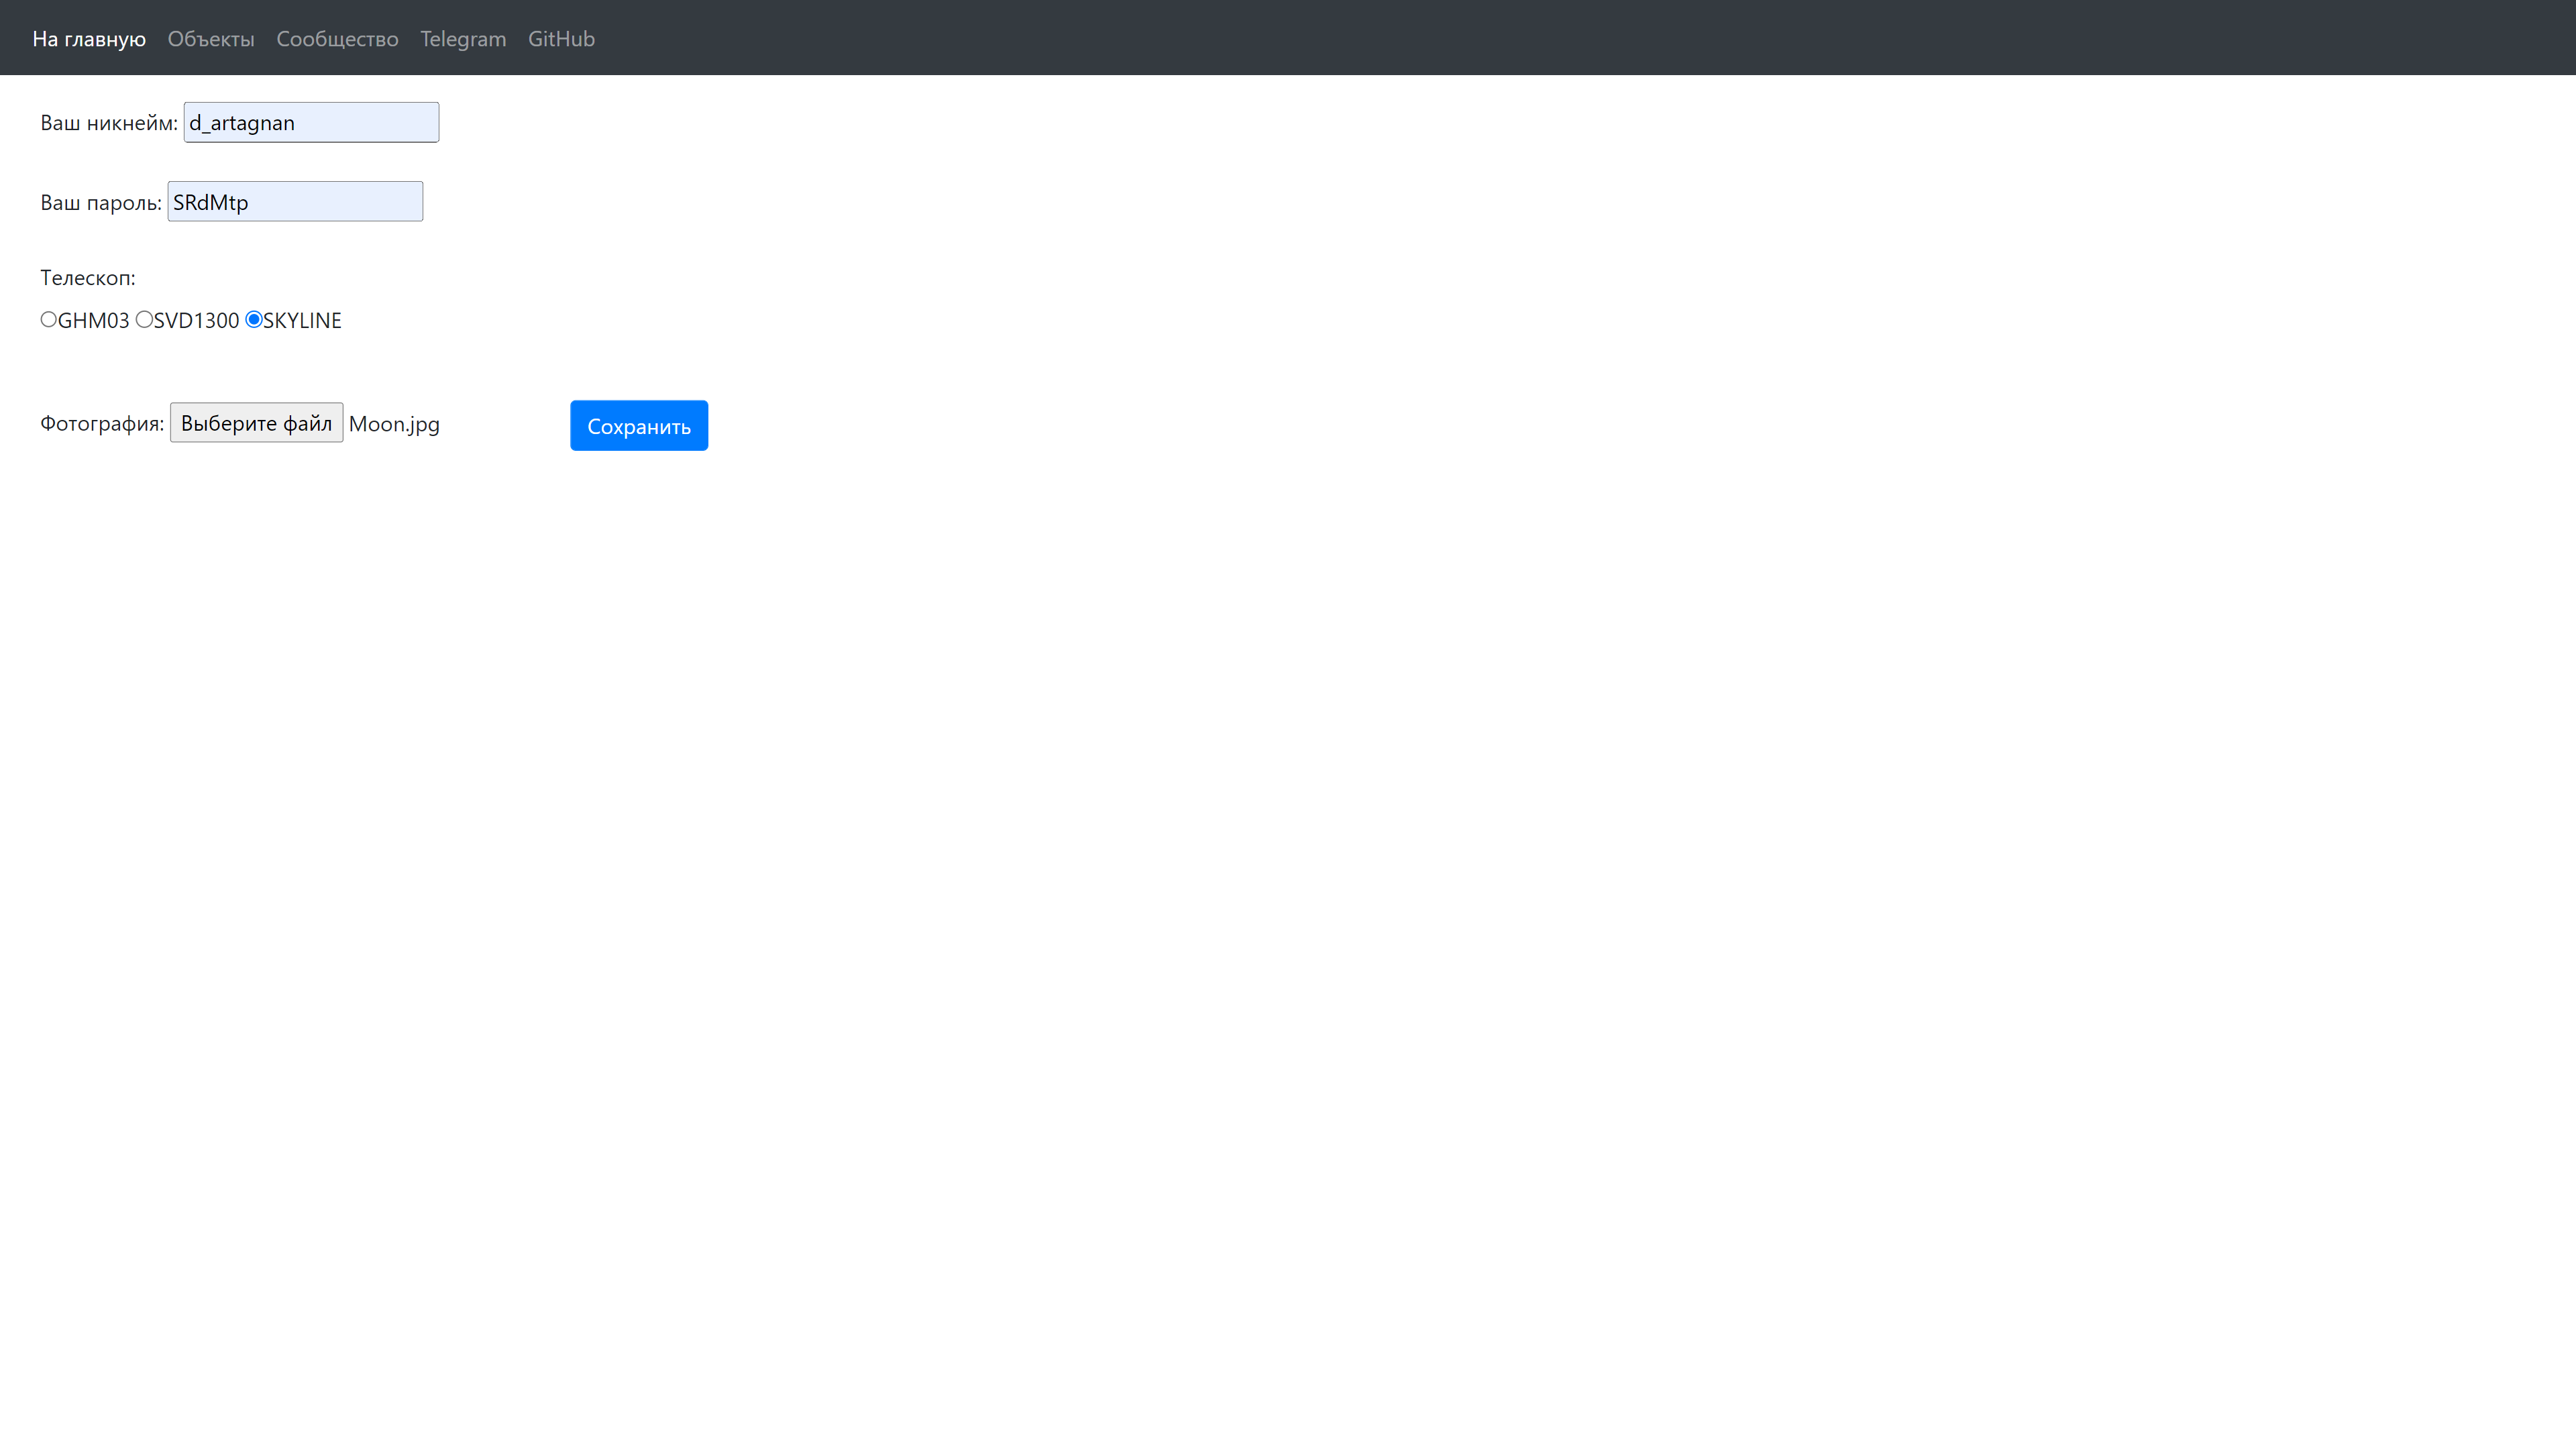 На главную Объекты Сообщество Telegram GitHub
Ваш никнейм: d_artagnan
Ваш пароль: SRdMtp
Телескоп:
GHM03 SVD1300 SKYLINE
Фотография: Выберите файл Moon.jpg Сохранить